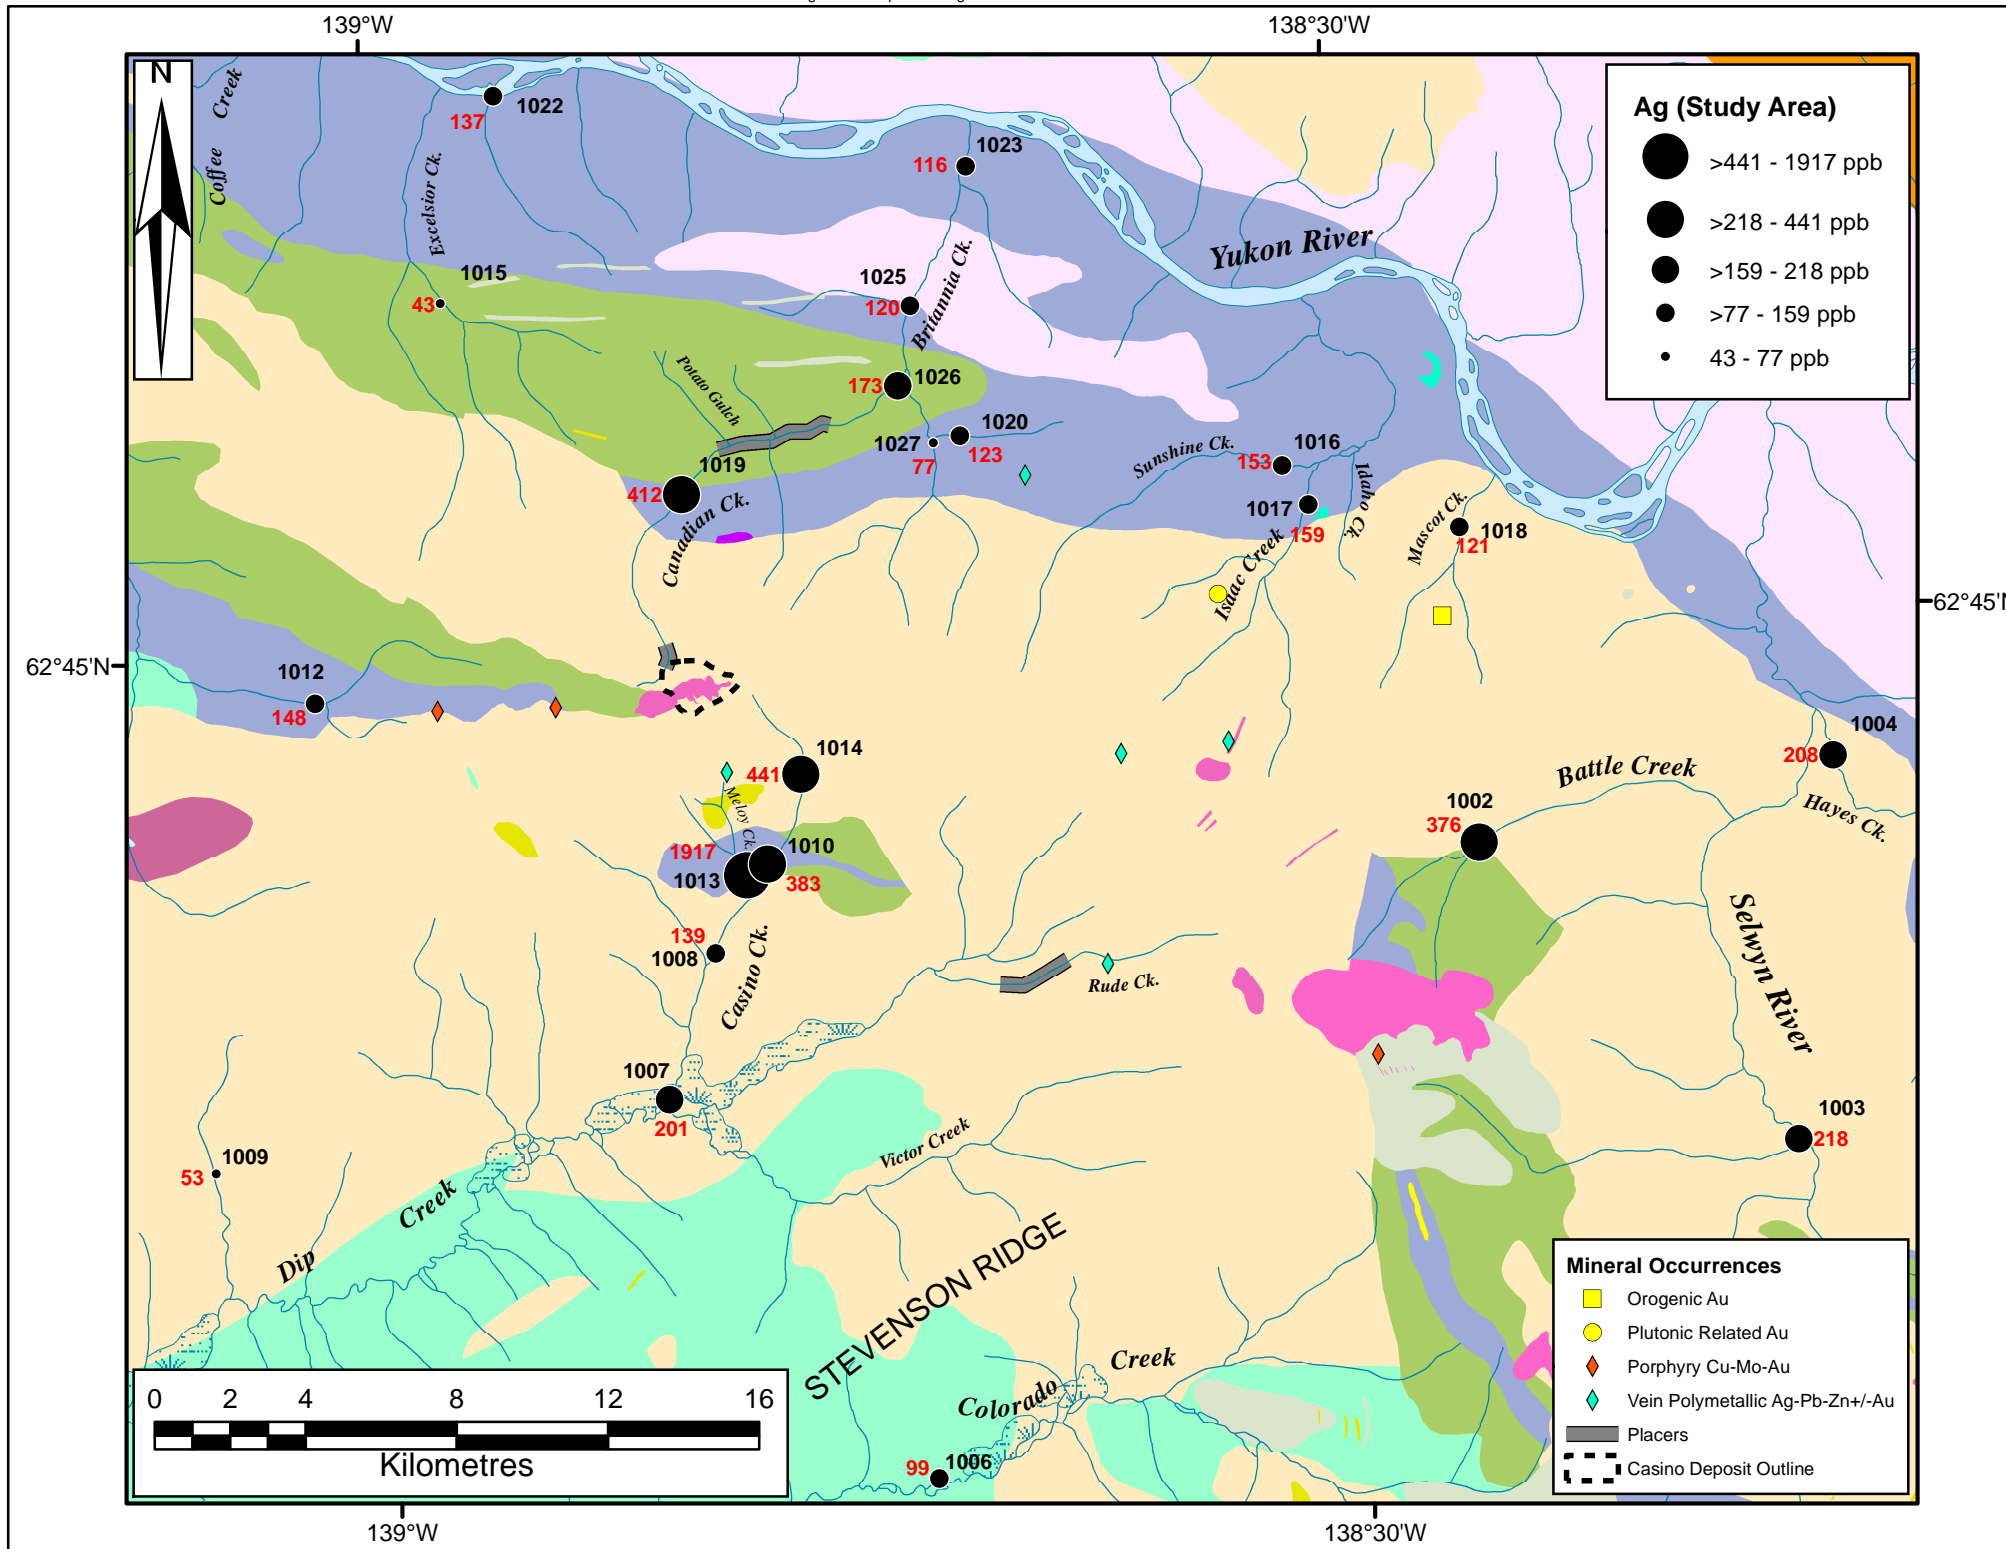 139°W
138°30'W
N
Coffee Creek
Excelsior Ck.
1022
137
1023
116
Ag (Study Area)
>441 - 1917 ppb
>218 - 441 ppb
>159 - 218 ppb
>77 - 159 ppb
43 - 77 ppb
Yukon River
1015
43
1025
120
Britannia Ck.
Potato Gulch
1026
173
1020
1027
77
123
1019
412
Canadian Ck.
Sunshine Ck.
1016
153
1017
159
Idaho Ck.
Isaac Creek
Mascot Ck.
1018
121
62°45'N
62°45'N
1012
148
1014
441
Meloy Ck.
1917
1013
1010
383
1004
208
Battle Creek
Hayes Ck.
1002
376
Selwyn River
139
1008
Casino Ck.
Rude Ck.
1007
201
1003
218
1009
53
Victor Creek
Dip Creek
STEVENSON RIDGE
Colorado Creek
99
1006
Mineral Occurrences
Orogenic Au
Plutonic Related Au
Porphyry Cu-Mo-Au
Vein Polymetallic Ag-Pb-Zn+/-Au
Placers
Casino Deposit Outline
0 2 4 8 12 16
Kilometres
139°W
138°30'W